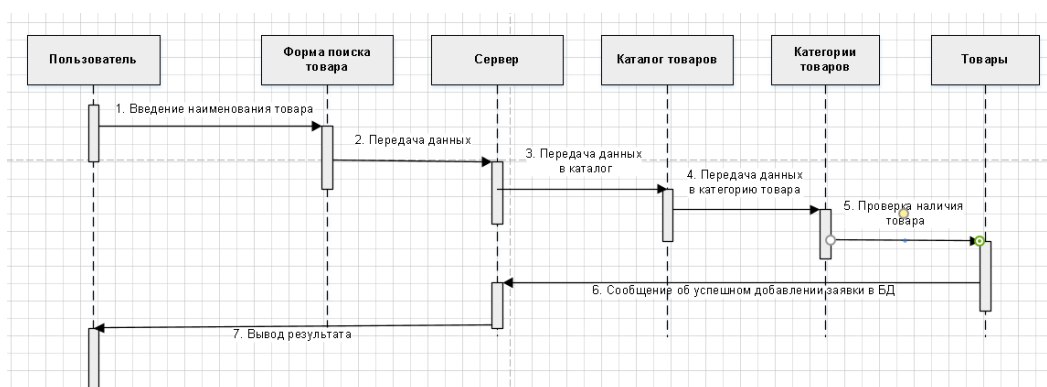 Пользователь
Форма поиска
товара
Сервер
Каталог товаров
Категории
товаров
Товары
1. Введение наименования товара
2. Передача данных
3. Передача данных
в каталог
4. Передача данных
в категорию товара
5. Проверка наличия
товара
6. Сообщение об успешном добавлении заявки в БД
7. Вывод результата